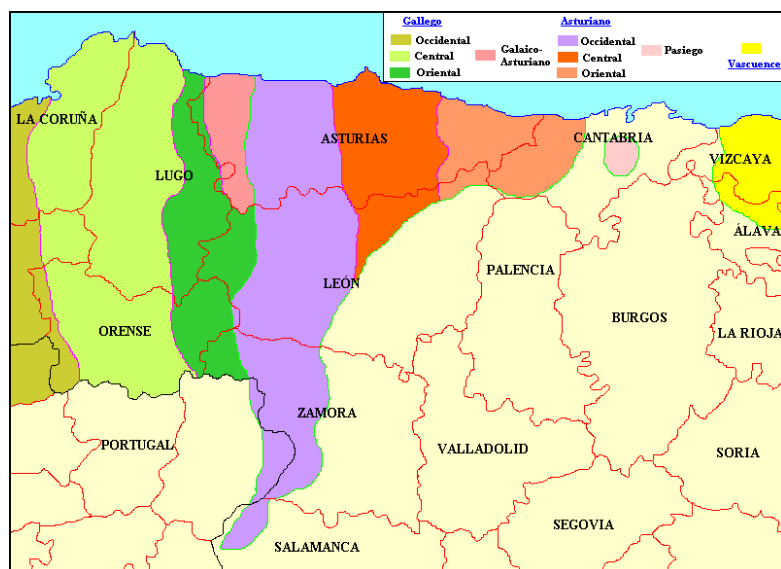 Gallego
Asturiano
Occidental
Central
Oriental
Galaico-
Asturiano
Occidental
Central
Oriental
Pasiego
Vascuence
LA CORUÑA
LUGO
ASTURIAS
CANTABRIA
VIZCAYA
ÁLAVA
LEÓN
PALENCIA
BURGOS
LA RIOJA
ORENSE
ZAMORA
PORTUGAL
VALLADOLID
SORIA
SEGOVIA
SALAMANCA